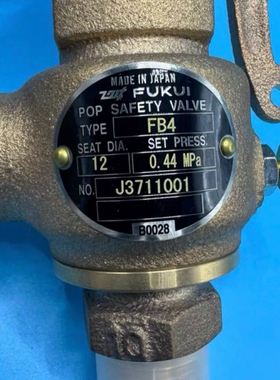 MADE IN JAPAN
FUKUI
POP SAFETY VALVE
TYPE FB4
SEAT DIA. SET PRESS.
12 0.44 MPa
NO. J3711001
B0028